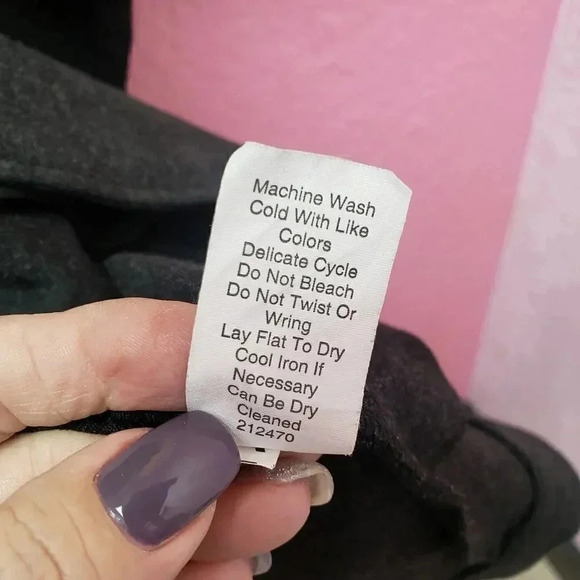 Machine Wash
Cold With Like
Colors
Delicate Cycle
Do Not Bleach
Do Not Twist Or
Wring
Lay Flat To Dry
Cool Iron If
Necessary
Can Be Dry
Cleaned
212470